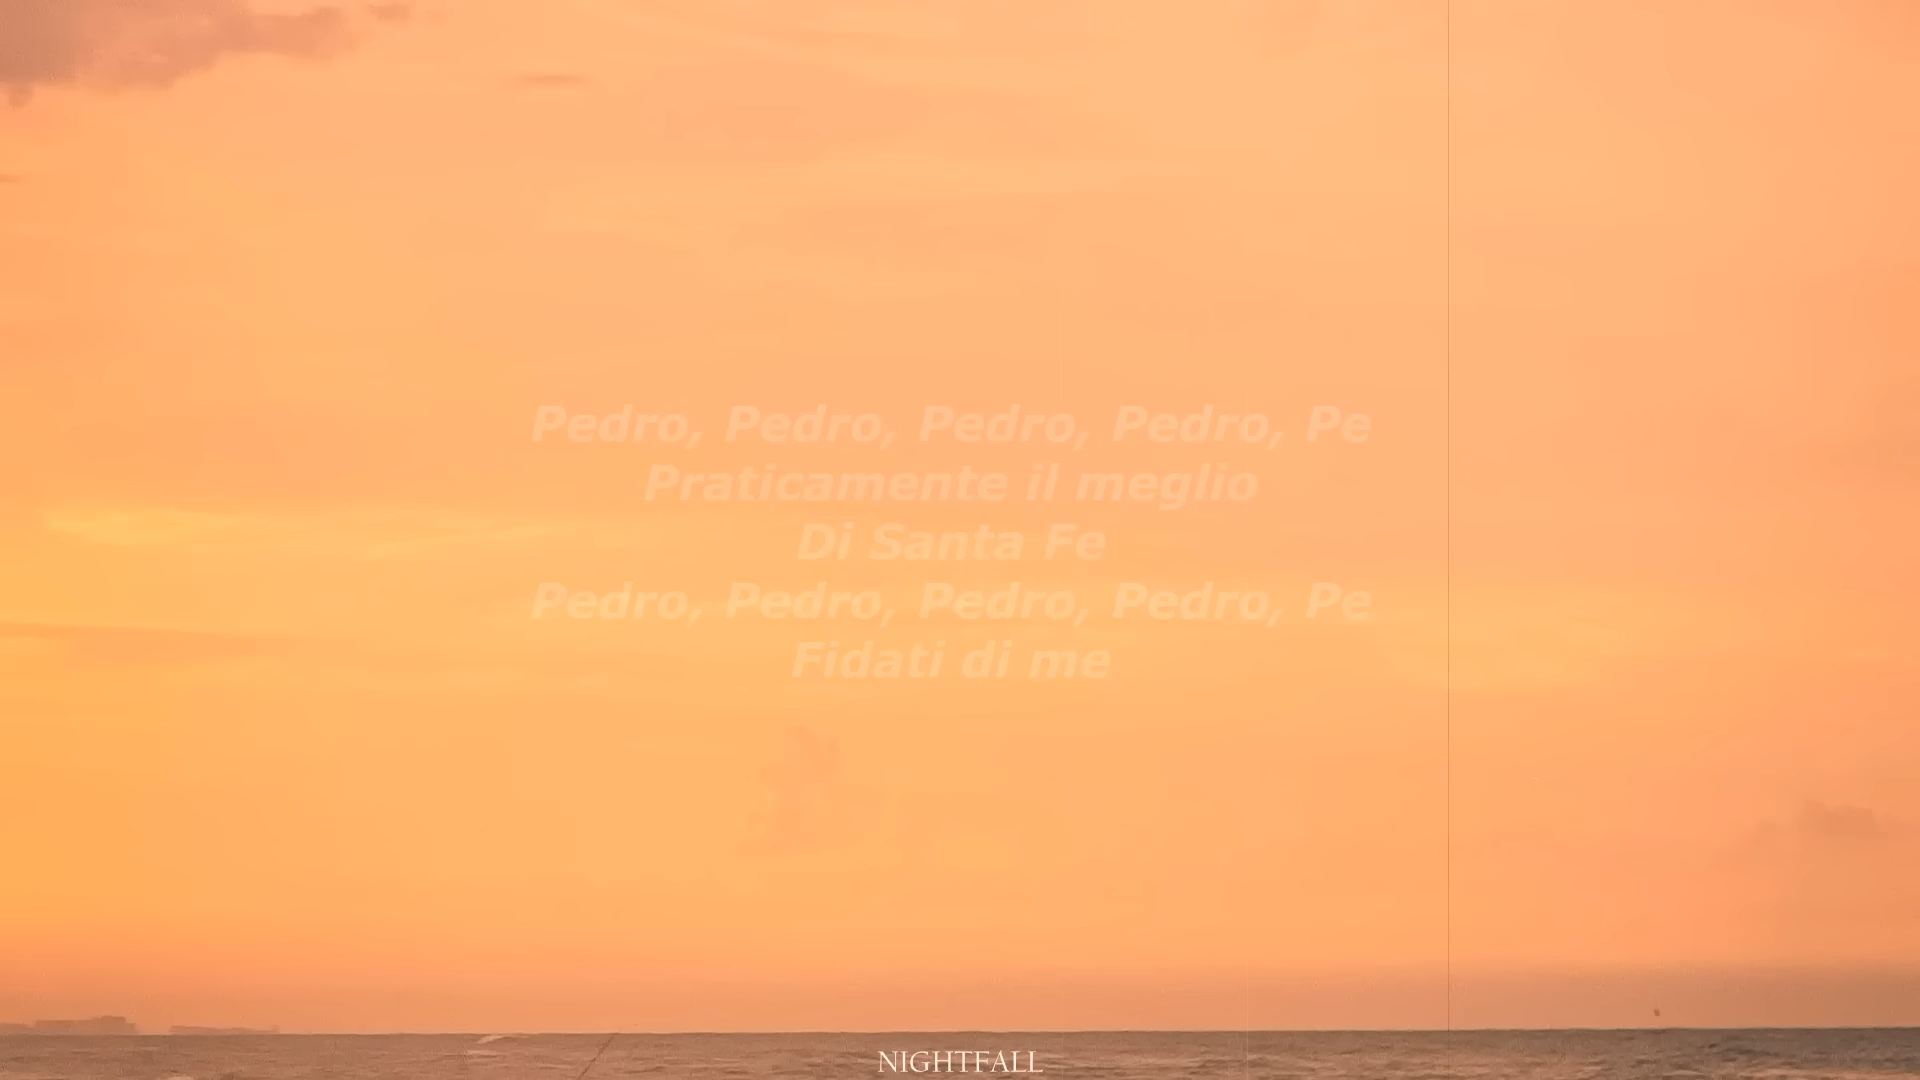 Pedro, Pedro, Pedro, Pedro, Pe
Praticamente il meglio
Di Santa Fe
Pedro, Pedro, Pedro, Pedro, Pe
Fidati di me
NIGHTFALL